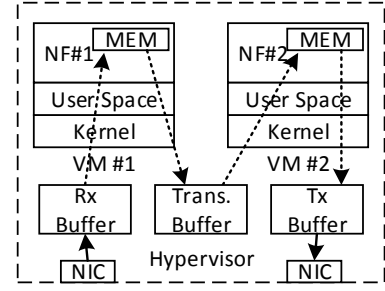 MEM
NF#1
User Space
Kernel
VM #1
MEM
NF#2
User Space
Kernel
VM #2
Rx
Buffer
Trans.
Buffer
Tx
Buffer
NIC
Hypervisor
NIC